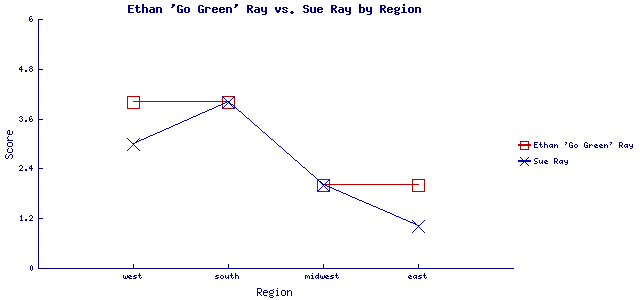 Ethan 'Go Green' Ray vs. Sue Ray by Region
6
4.8
3.6
2.4
1.2
0
Score
west south midwest east
Region
Ethan 'Go Green' Ray
Sue Ray